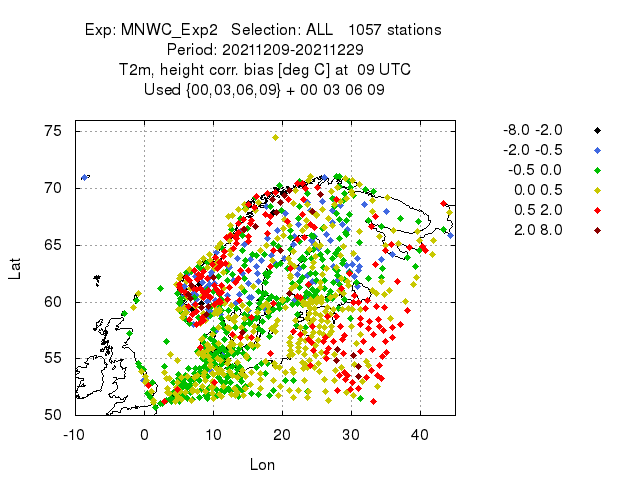 Exp: MNWC_Exp2 Selection: ALL 1057 stations
Period: 20211209-20211229
T2m, height corr. bias [deg C] at 09 UTC
Used {00,03,06,09} + 00 03 06 09
-8.0 -2.0
-2.0 -0.5
-0.5 0.0
0.0 0.5
0.5 2.0
2.0 8.0
75
70
65
60
55
50
Lat
-10 0 10 20 30 40
Lon